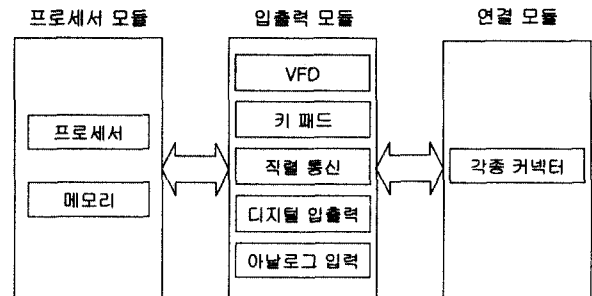 프로세서 모듈
입출력 모듈
연결 모듈
프로세서
메모리
VFD
키 패드
직렬 통신
디지털 입출력
아날로그 입력
각종 커넥터